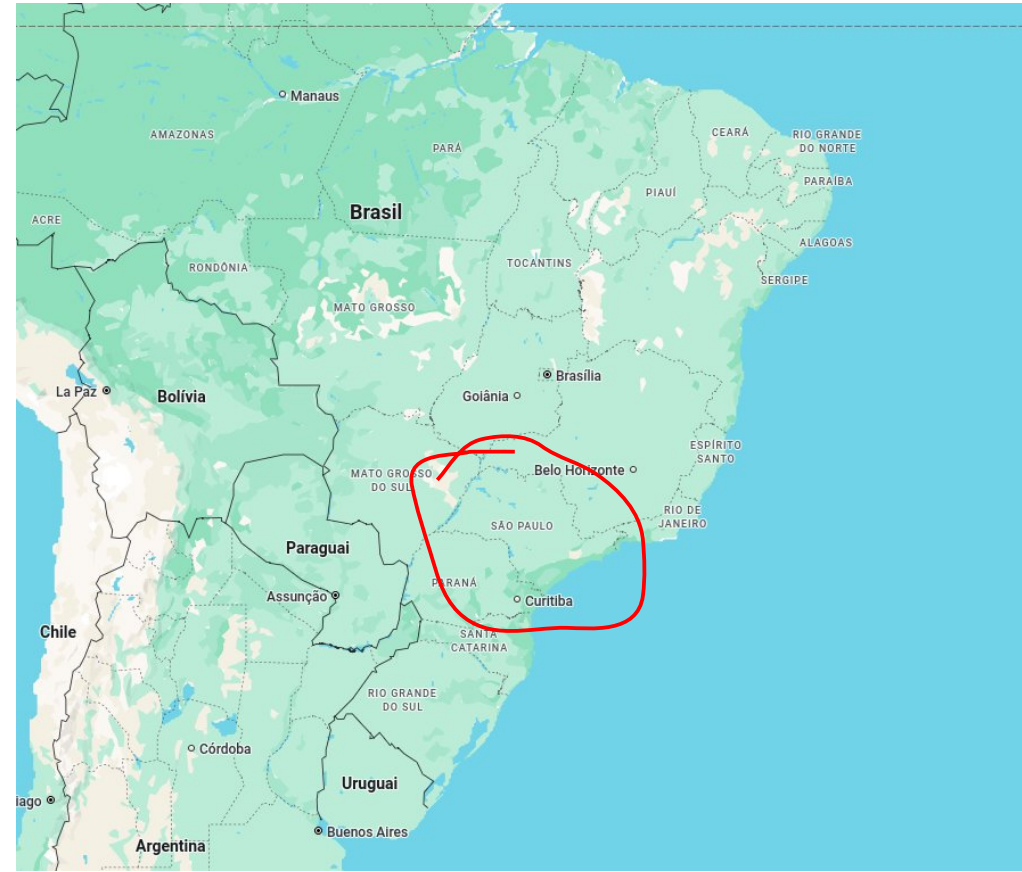 Manaus
AMAZONAS
PARÁ
CEARÁ
RIO GRANDE
DO NORTE
PARAÍBA
PIAUÍ
ACRE
Brasil
ALAGOAS
TOCANTINS
RONDÔNIA
SERGIPE
MATO GROSSO
Brasília
La Paz
Bolívia
Goiânia
ESPÍRITO
SANTO
MATO GROSSO
DO SUL
Belo Horizonte
RIO DE
JANEIRO
SÃO PAULO
Paraguai
PARANÁ
Assunção
Curitiba
Chile
SANTA
CATARINA
RIO GRANDE
DO SUL
Córdoba
Uruguai
iago
Buenos Aires
Argentina